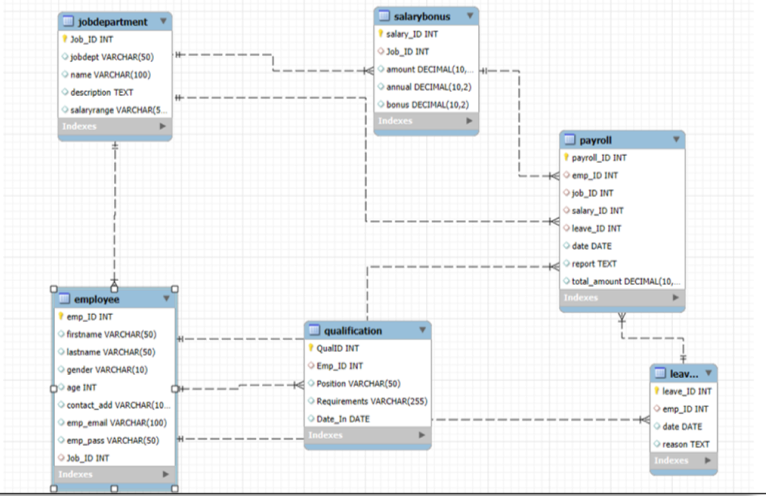 jobdepartment
Job_ID INT
jobdept VARCHAR(50)
name VARCHAR(100)
description TEXT
salaryrange VARCHAR(5...
Indexes
salarybonus
salary_ID INT
Job_ID INT
amount DECIMAL(10,...
annual DECIMAL(10,2)
bonus DECIMAL(10,2)
Indexes
payroll
payroll_ID INT
emp_ID INT
job_ID INT
salary_ID INT
leave_ID INT
date DATE
report TEXT
total_amount DECIMAL(10,...
Indexes
employee
emp_ID INT
firstname VARCHAR(50)
lastname VARCHAR(50)
gender VARCHAR(10)
age INT
contact_add VARCHAR(10...
emp_email VARCHAR(100)
emp_pass VARCHAR(50)
Job_ID INT
Indexes
qualification
QualID INT
Emp_ID INT
Position VARCHAR(50)
Requirements VARCHAR(255)
Date_In DATE
Indexes
leav...
leave_ID INT
emp_ID INT
date DATE
reason TEXT
Indexes